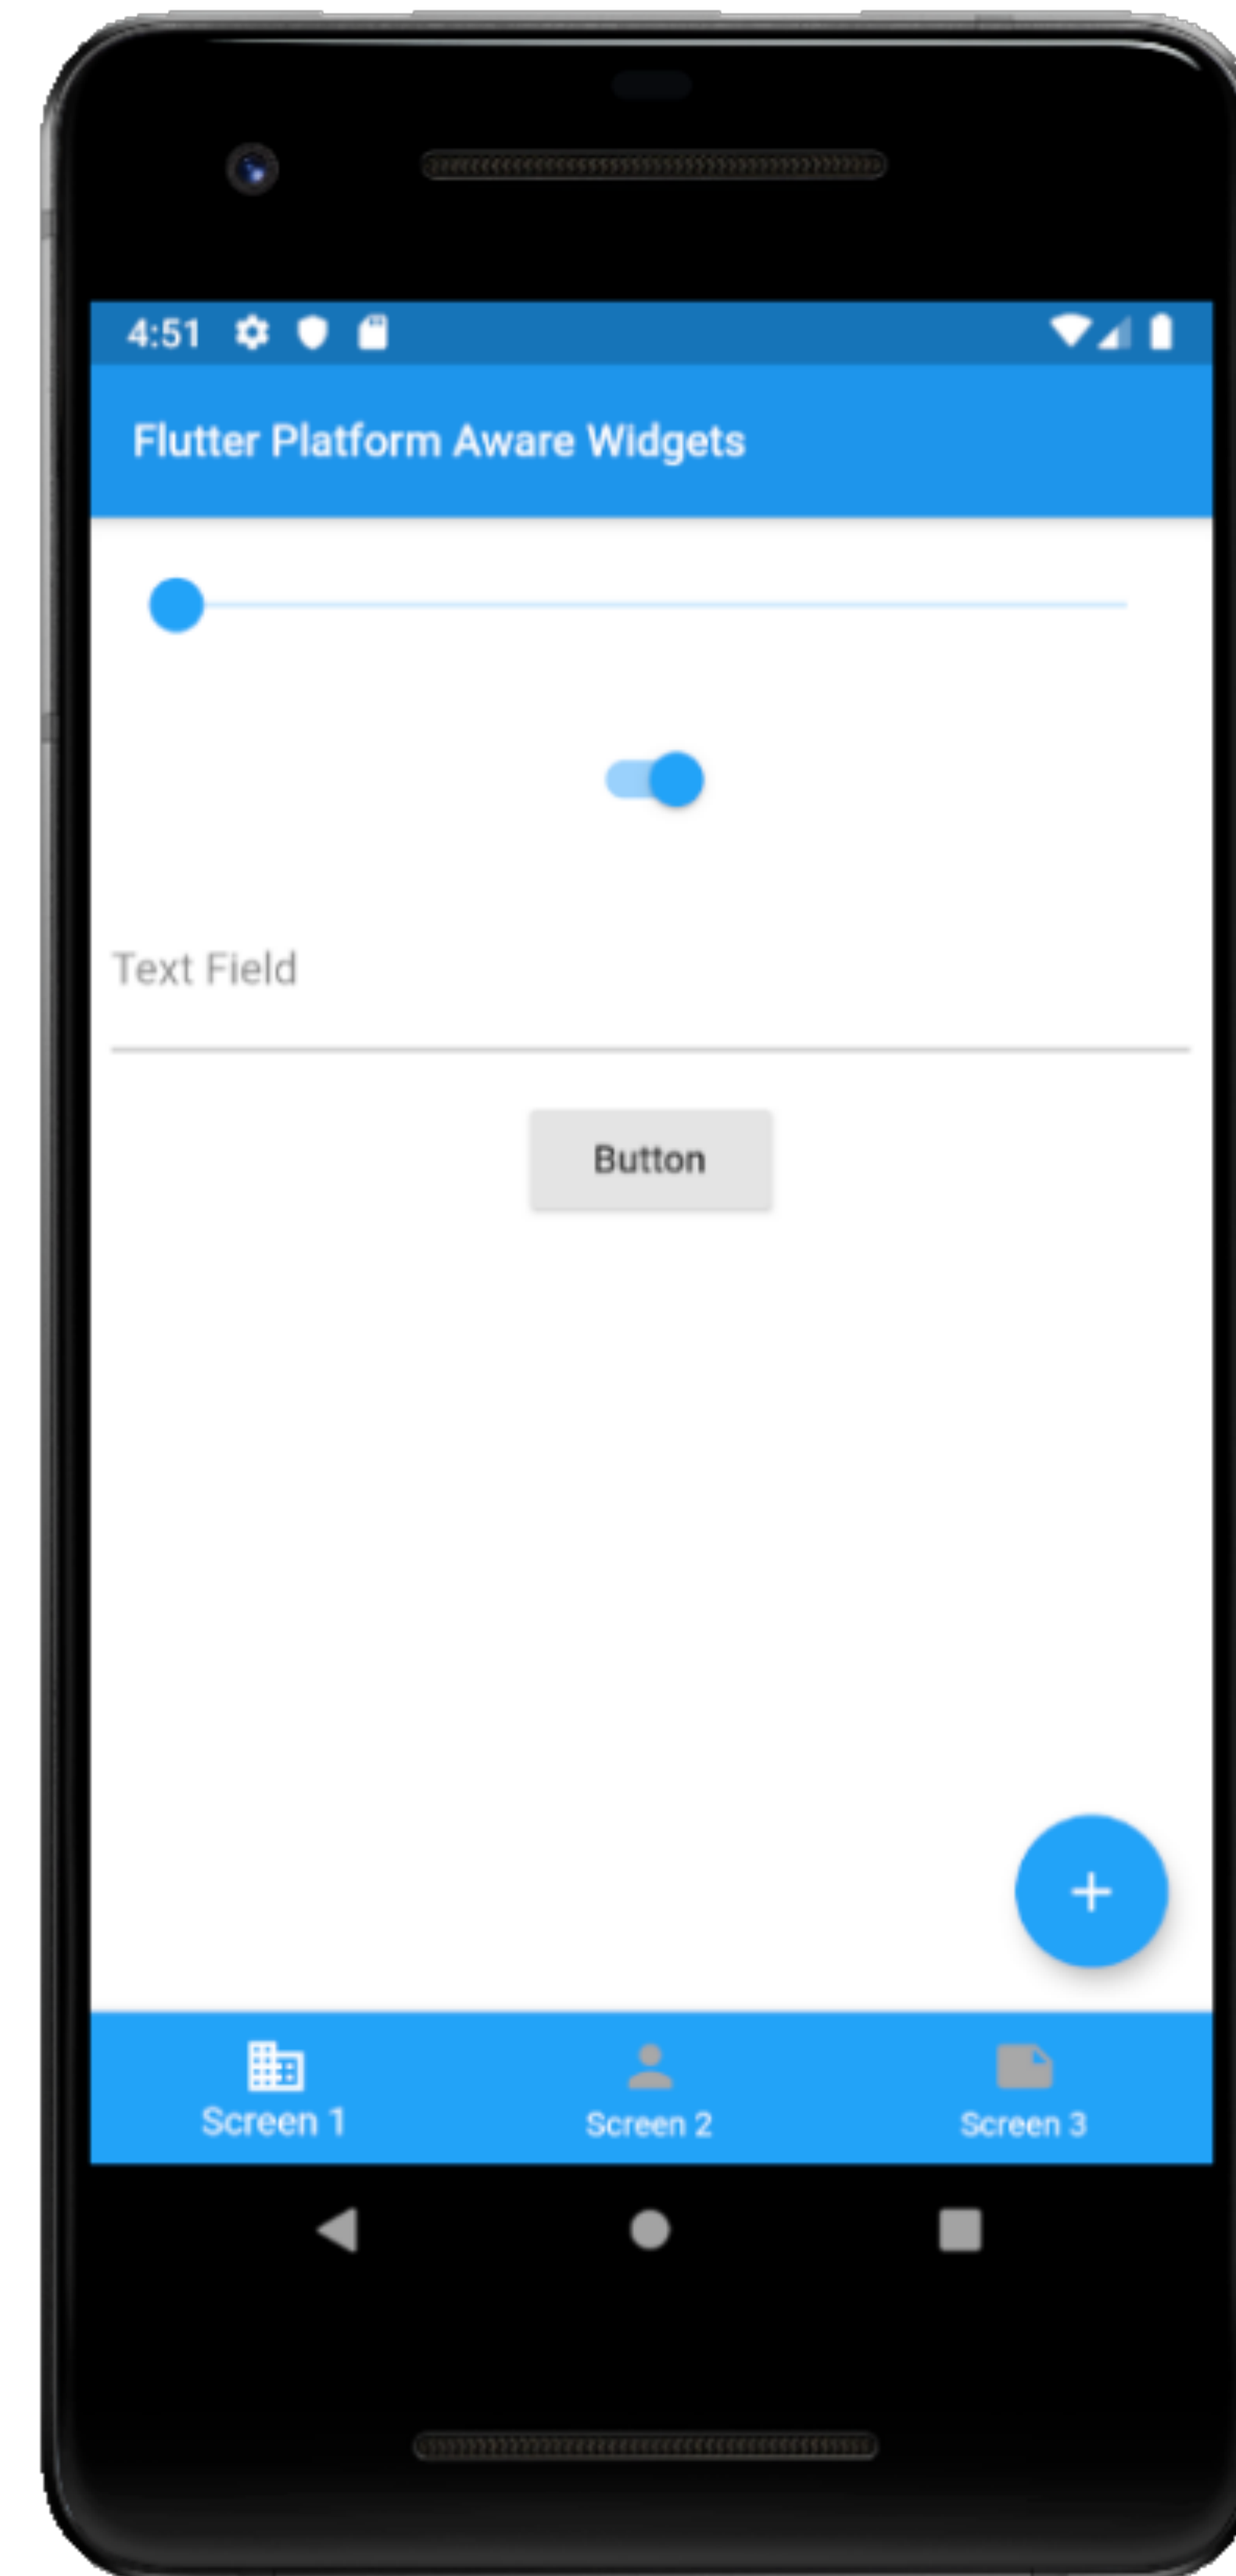 4:51
Flutter Platform Aware Widgets
Text Field
Button
Screen 1
Screen 2
Screen 3